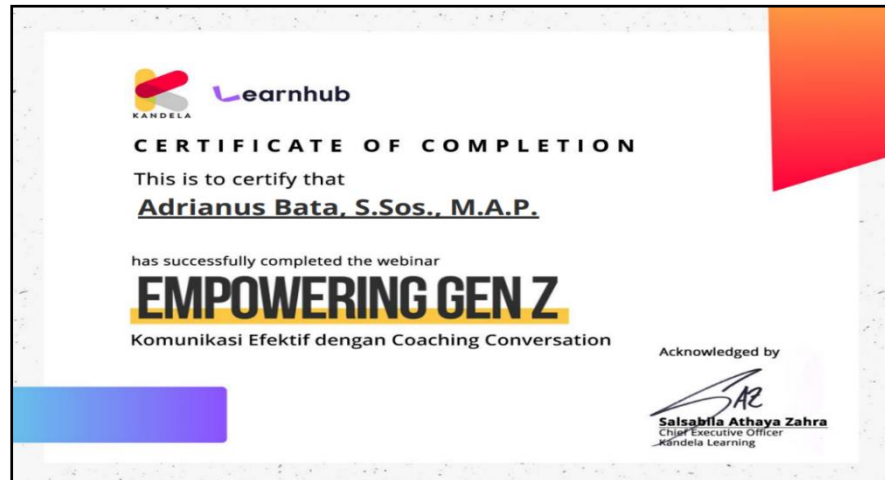 KANDELA
Learnhub
CERTIFICATE OF COMPLETION
This is to certify that
Adrianus Bata, S.Sos., M.A.P.
has successfully completed the webinar
EMPOWERING GEN Z
Komunikasi Efektif dengan Coaching Conversation
Acknowledged by
SAZ
Salsabila Athaya Zahra
Chief Executive Officer
Kandela Learning